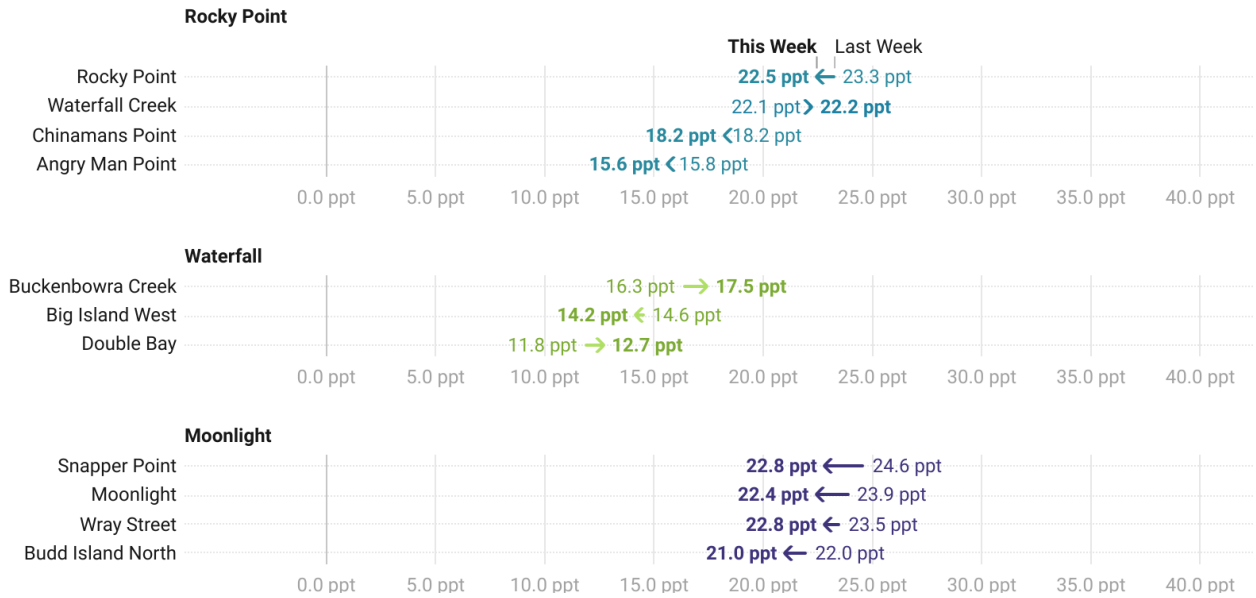 Rocky Point
This Week Last Week
Rocky Point 22.5 ppt 23.3 ppt
Waterfall Creek 22.1 ppt 22.2 ppt
Chinamans Point 18.2 ppt 18.2 ppt
Angry Man Point 15.6 ppt 15.8 ppt
0.0 ppt 5.0 ppt 10.0 ppt 15.0 ppt 20.0 ppt 25.0 ppt 30.0 ppt 35.0 ppt 40.0 ppt
Waterfall
Buckenbowra Creek 16.3 ppt 17.5 ppt
Big Island West 14.2 ppt 14.6 ppt
Double Bay 11.8 ppt 12.7 ppt
0.0 ppt 5.0 ppt 10.0 ppt 15.0 ppt 20.0 ppt 25.0 ppt 30.0 ppt 35.0 ppt 40.0 ppt
Moonlight
Snapper Point 22.8 ppt 24.6 ppt
Moonlight 22.4 ppt 23.9 ppt
Wray Street 22.8 ppt 23.5 ppt
Budd Island North 21.0 ppt 22.0 ppt
0.0 ppt 5.0 ppt 10.0 ppt 15.0 ppt 20.0 ppt 25.0 ppt 30.0 ppt 35.0 ppt 40.0 ppt